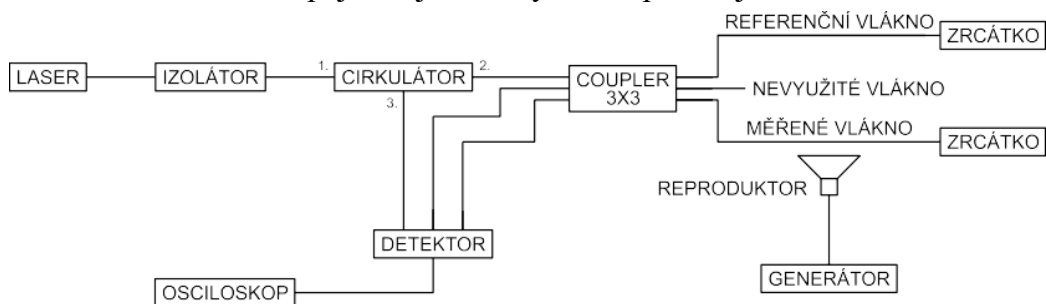 REFERENČNÍ VLÁKNO
ZRCÁTKO
LASER
IZOLÁTOR
1.
CIRKULÁTOR
2.
3.
COUPLER
3X3
NEVYUŽITÉ VLÁKNO
MĚŘENÉ VLÁKNO
ZRCÁTKO
REPRODUKTOR
DETEKTOR
GENERÁTOR
OSCILOSKOP